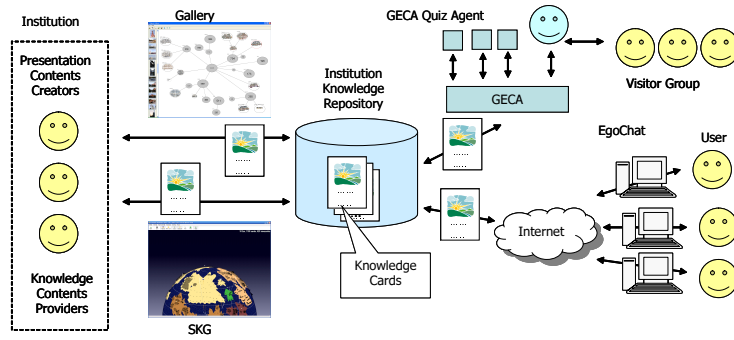 Institution
Gallery
GECA Quiz Agent
Presentation
Contents
Creators
Institution
Knowledge
Repository
Visitor Group
GECA
EgoChat
User
Internet
Knowledge
Cards
Knowledge
Contents
Providers
SKG